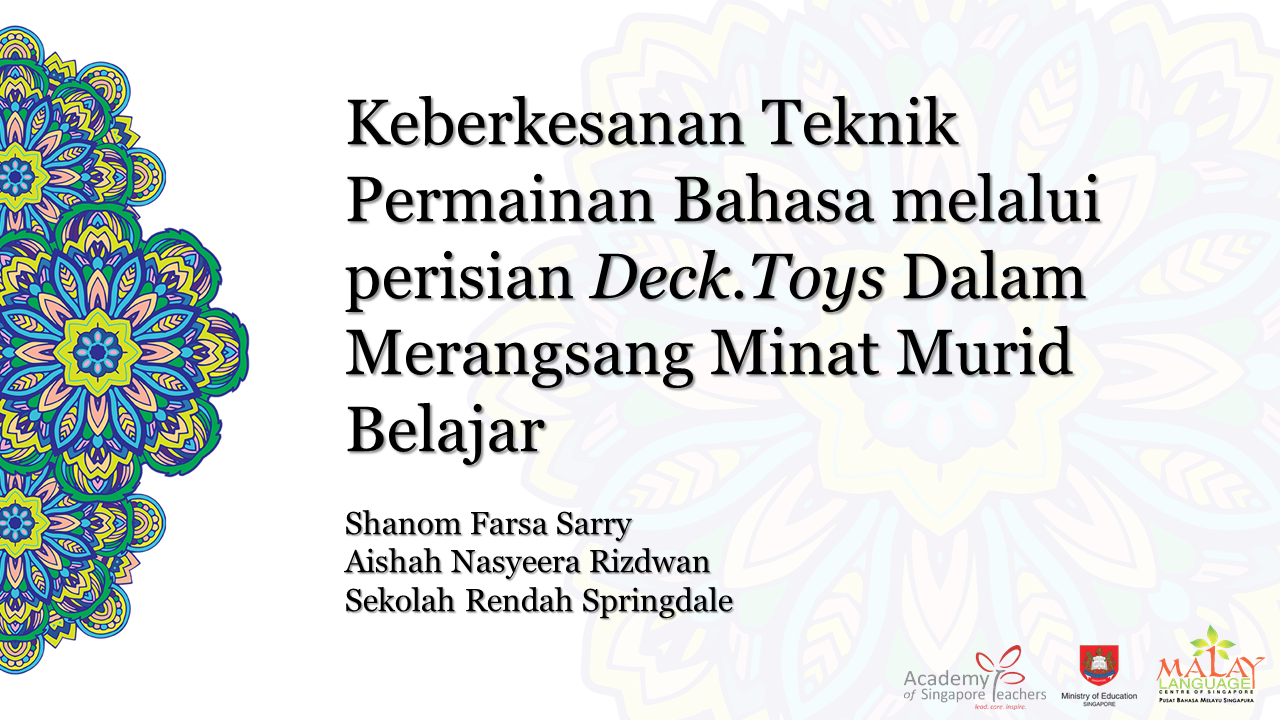 Keberkesanan Teknik
Permainan Bahasa melalui
perisian Deck.Toys Dalam
Merangsang Minat Murid
Belajar
Shanom Farsa Sarry
Aishah Nasyeera Rizdwan
Sekolah Rendah Springdale
Academy
of Singapore Teachers
lead. care. inspire.
Ministry of Education
SINGAPORE
MALAY
LANGUAGE
CENTRE OF SINGAPORE
PUSAT BAHASA MELAYU SINGAPURA